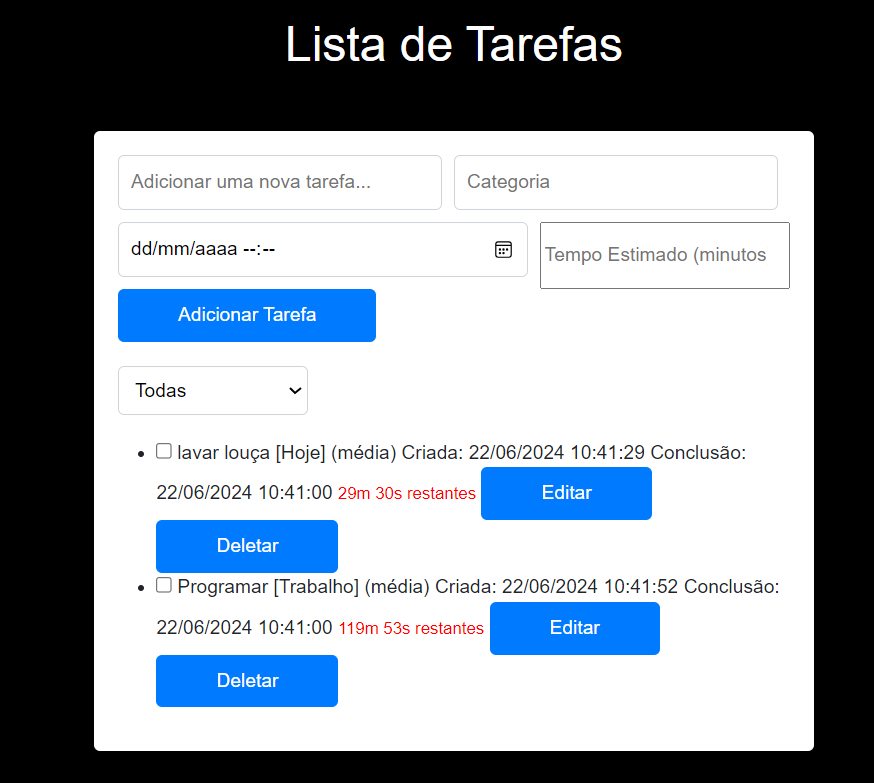 Lista de Tarefas
Adicionar uma nova tarefa... Categoria
dd/mm/aaaa --:-- Tempo Estimado (minutos
Adicionar Tarefa
Todas
lavar louça [Hoje] (média) Criada: 22/06/2024 10:41:29 Conclusão:
22/06/2024 10:41:00 29m 30s restantes Editar
Deletar
Programar [Trabalho] (média) Criada: 22/06/2024 10:41:52 Conclusão:
22/06/2024 10:41:00 119m 53s restantes Editar
Deletar